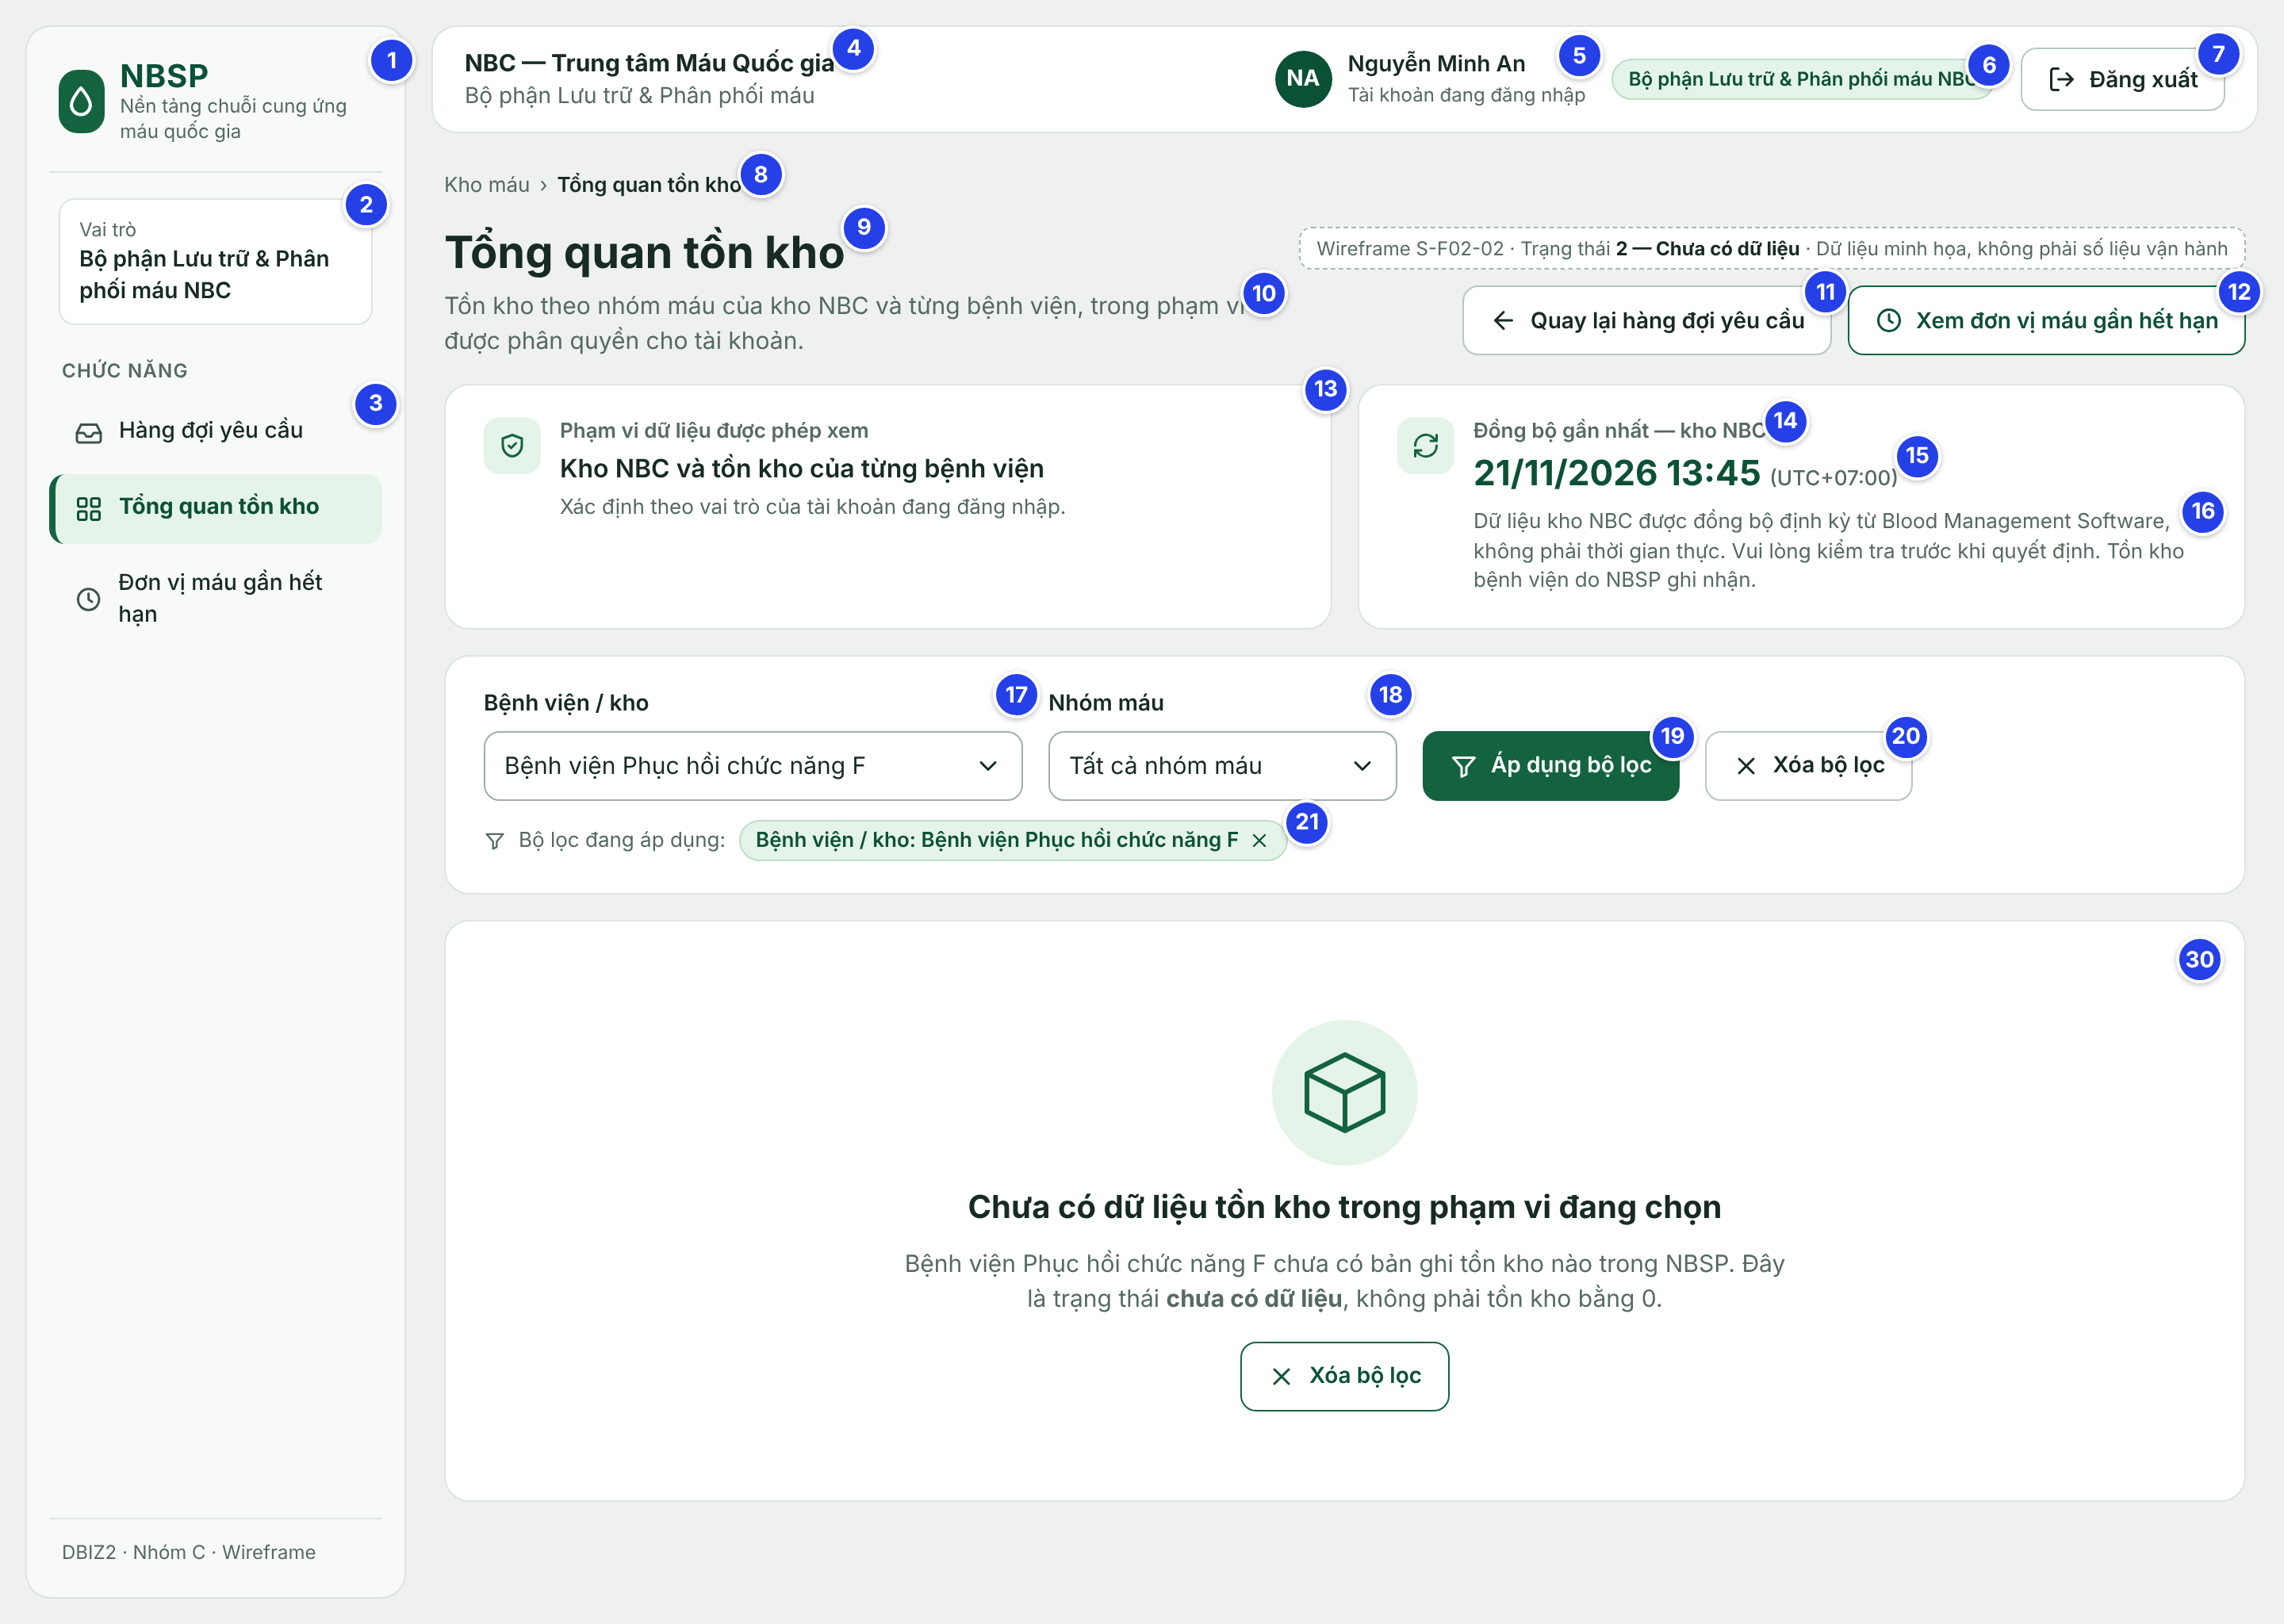 NBSP
Nền tảng chuỗi cung ứng
máu quốc gia
1
Vai trò
2
Bộ phận Lưu trữ & Phân
phối máu NBC
CHỨC NĂNG
3
Hàng đợi yêu cầu
Tổng quan tồn kho
Đơn vị máu gần hết
hạn
DBIZ2 · Nhóm C · Wireframe
NBC — Trung tâm Máu Quốc gia
4
Bộ phận Lưu trữ & Phân phối máu
NA
Nguyễn Minh An
5
Tài khoản đang đăng nhập
Bộ phận Lưu trữ & Phân phối máu NBC
6
Đăng xuất
7
Kho máu › Tổng quan tồn kho
8
Tổng quan tồn kho
9
Wireframe S-F02-02 · Trạng thái 2 — Chưa có dữ liệu · Dữ liệu minh họa, không phải số liệu vận hành
Tồn kho theo nhóm máu của kho NBC và từng bệnh viện, trong phạm vi
10
được phân quyền cho tài khoản.
Quay lại hàng đợi yêu cầu
11
Xem đơn vị máu gần hết hạn
12
13
Phạm vi dữ liệu được phép xem
Kho NBC và tồn kho của từng bệnh viện
Xác định theo vai trò của tài khoản đang đăng nhập.
Đồng bộ gần nhất — kho NBC
14
21/11/2026 13:45 (UTC+07:00)
15
Dữ liệu kho NBC được đồng bộ định kỳ từ Blood Management Software,
16
không phải thời gian thực. Vui lòng kiểm tra trước khi quyết định. Tồn kho
bệnh viện do NBSP ghi nhận.
Bệnh viện / kho
17
Nhóm máu
18
Bệnh viện Phục hồi chức năng F
Tất cả nhóm máu
Áp dụng bộ lọc
19
Xóa bộ lọc
20
Bộ lọc đang áp dụng:
Bệnh viện / kho: Bệnh viện Phục hồi chức năng F
21
30
Chưa có dữ liệu tồn kho trong phạm vi đang chọn
Bệnh viện Phục hồi chức năng F chưa có bản ghi tồn kho nào trong NBSP. Đây
là trạng thái chưa có dữ liệu, không phải tồn kho bằng 0.
Xóa bộ lọc